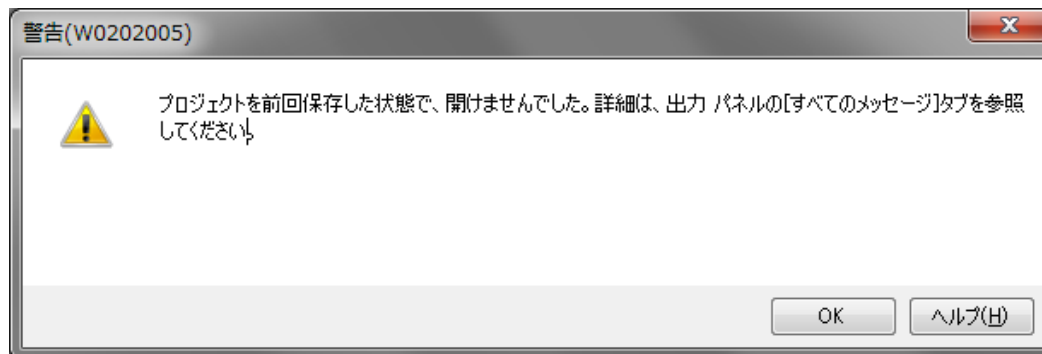 警告(W0202005)
プロジェクトを前回保存した状態で、開けませんでした。詳細は、出力 パネルの[すべてのメッセージ]タブを参照
してください。
OK
ヘルプ(H)